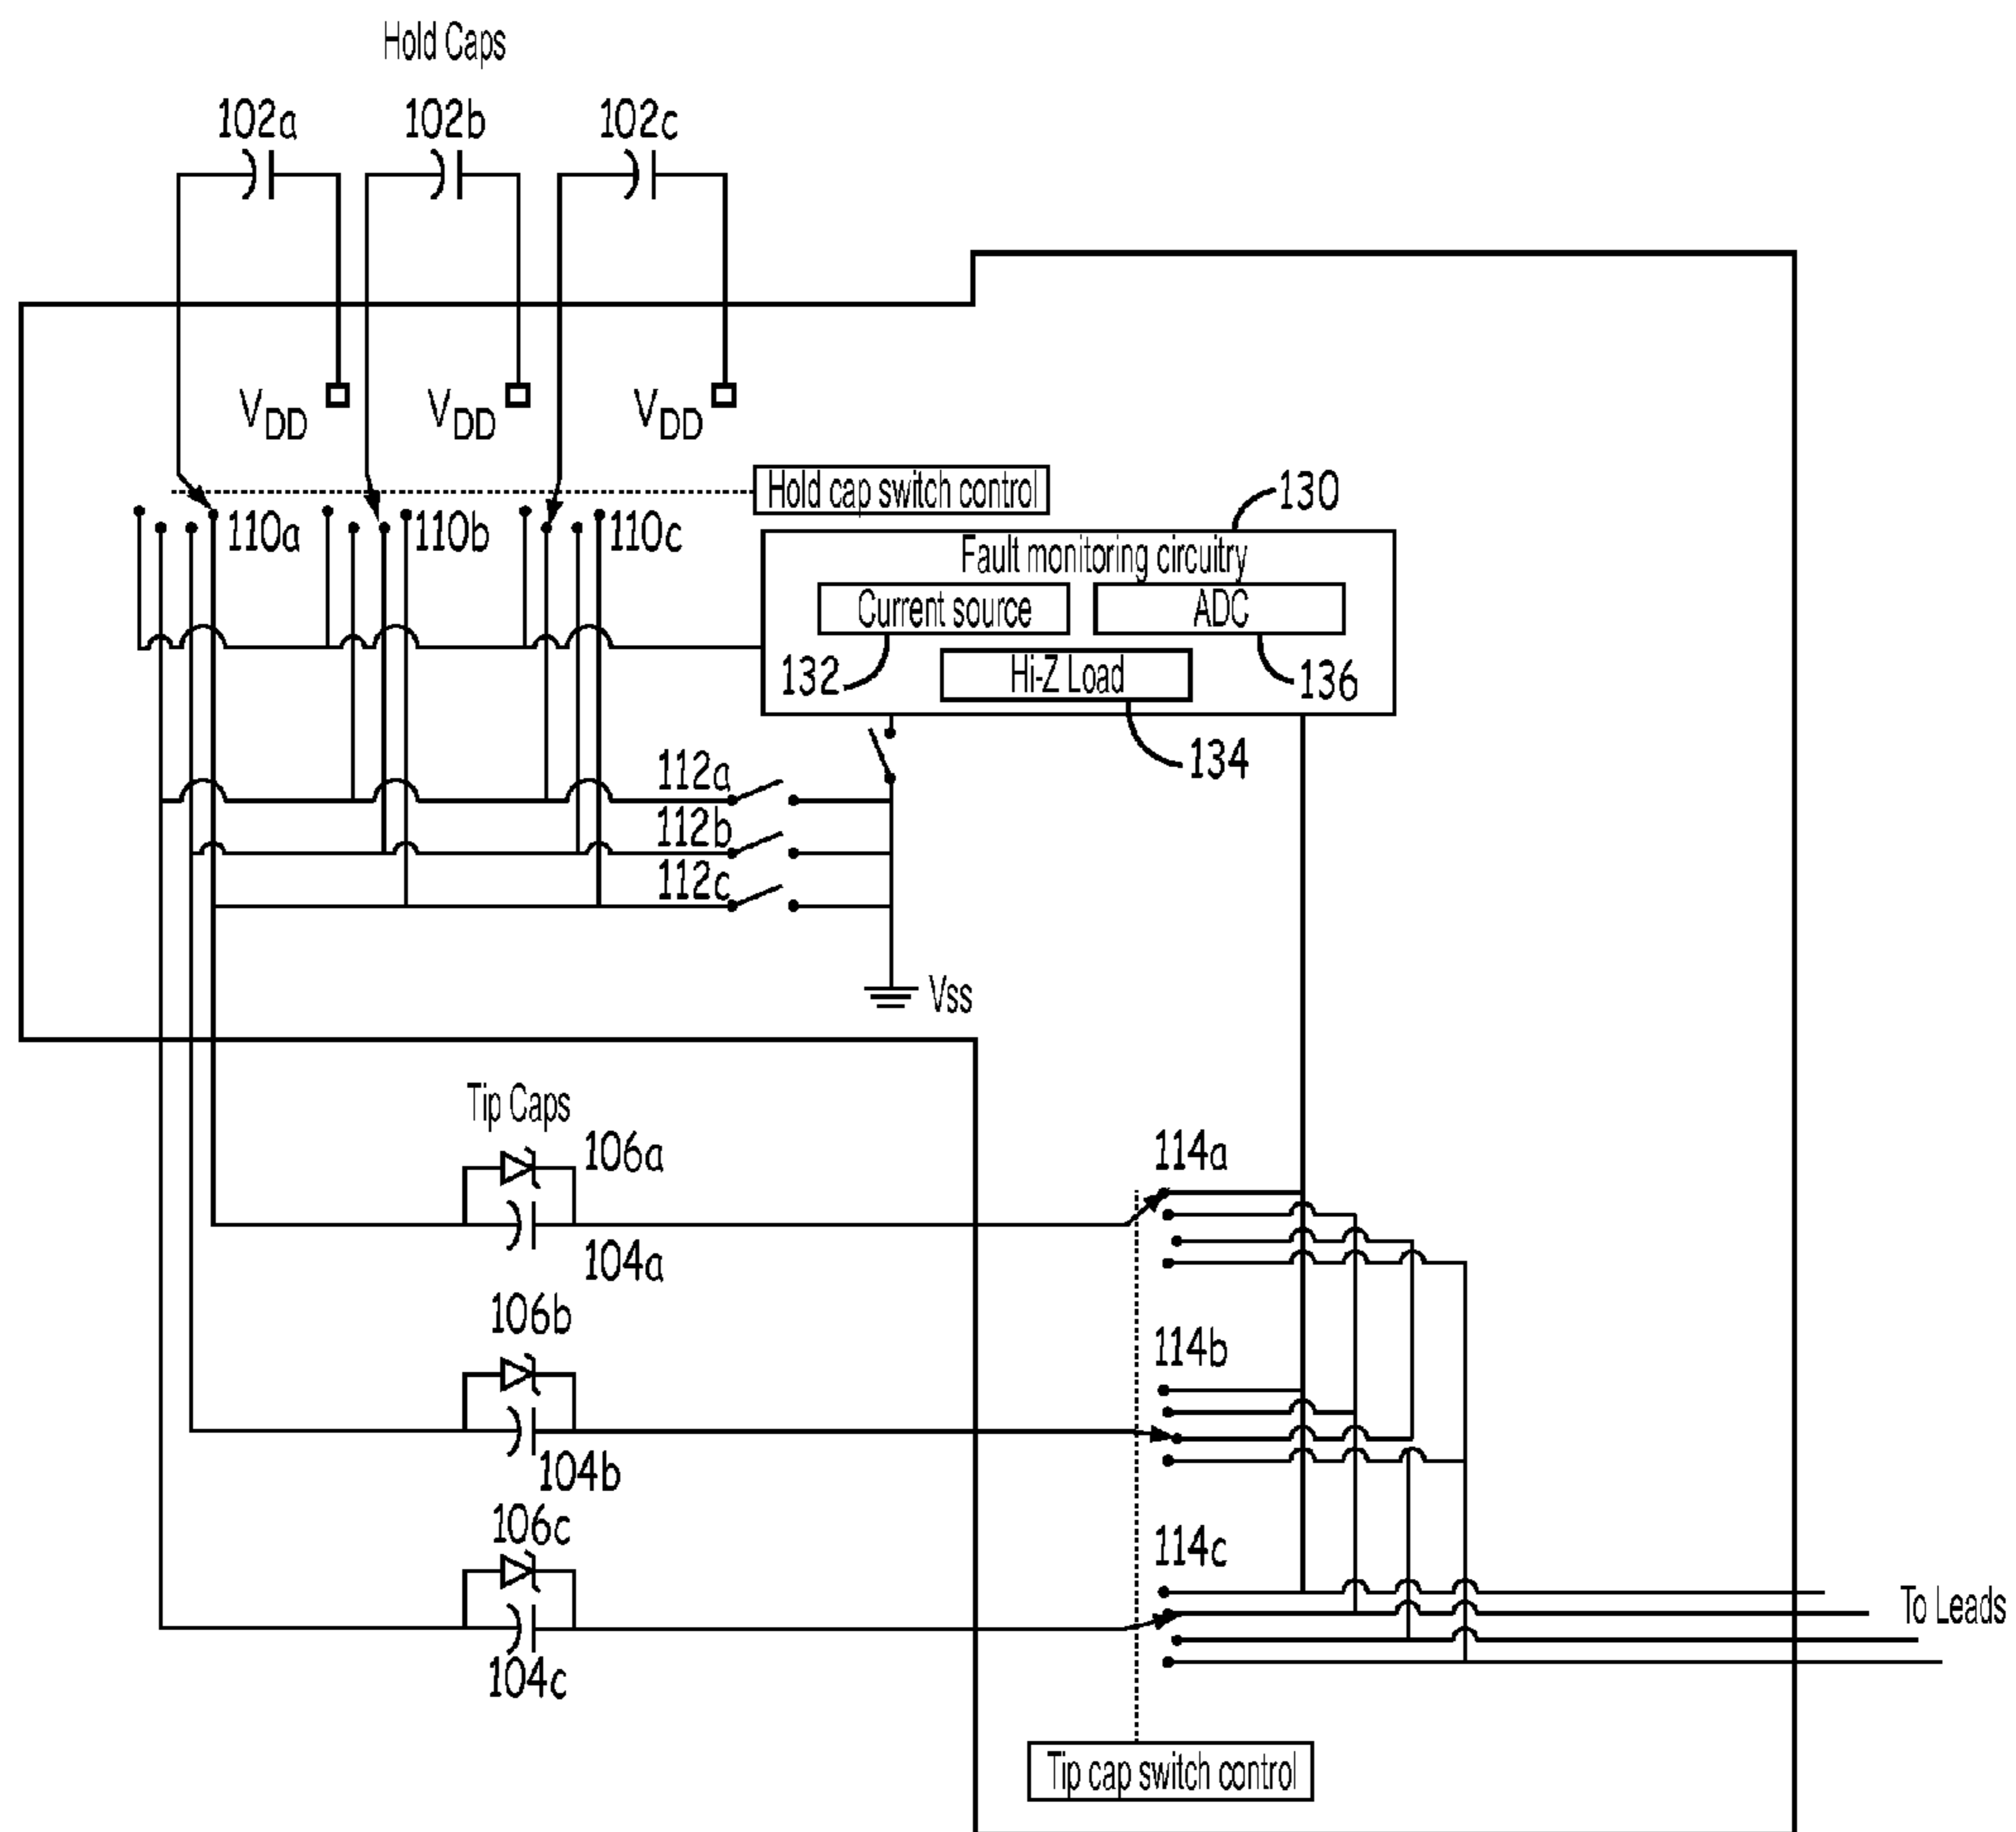 Hold Caps
102a 102b 102c
VDD VDD VDD
Hold cap switch control
110a 110b 110c
130
Fault monitoring circuitry
Current source ADC
132 Hi-Z Load 136
134
112a
112b
112c
Vss
Tip Caps
106a
104a
106b
104b
106c
104c
114a
114b
114c
To Leads
Tip cap switch control